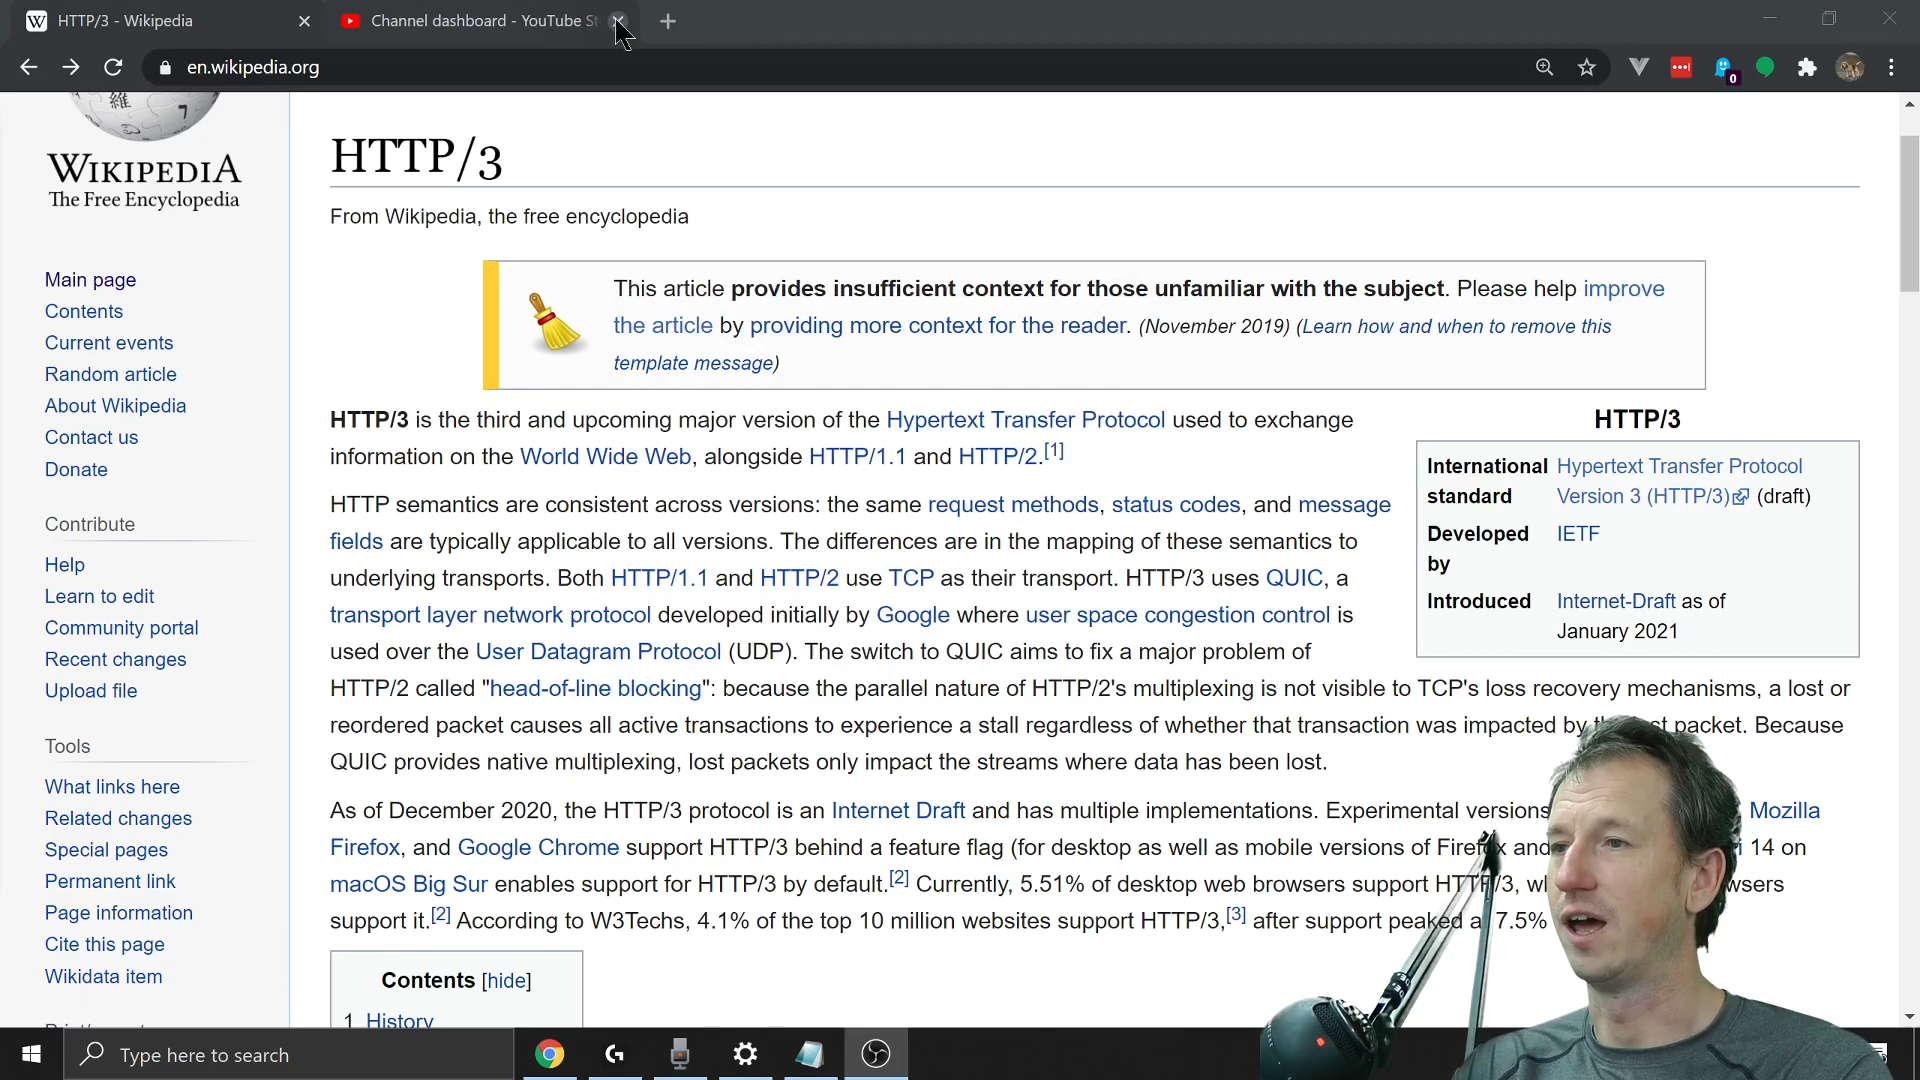 HTTP/3 - Wikipedia
Channel dashboard - YouTube St
en.wikipedia.org
0
維
7
WIKIPEDIA
The Free Encyclopedia
Main page
Contents
Current events
Random article
About Wikipedia
Contact us
Donate
Contribute
Help
Learn to edit
Community portal
Recent changes
Upload file
Tools
What links here
Related changes
Special pages
Permanent link
Page information
Cite this page
Wikidata item
HTTP/3
From Wikipedia, the free encyclopedia
This article provides insufficient context for those unfamiliar with the subject. Please help improve
the article by providing more context for the reader. (November 2019) (Learn how and when to remove this
template message)
HTTP/3 is the third and upcoming major version of the Hypertext Transfer Protocol used to exchange
information on the World Wide Web, alongside HTTP/1.1 and HTTP/2.[1]
HTTP semantics are consistent across versions: the same request methods, status codes, and message
fields are typically applicable to all versions. The differences are in the mapping of these semantics to
underlying transports. Both HTTP/1.1 and HTTP/2 use TCP as their transport. HTTP/3 uses QUIC, a
transport layer network protocol developed initially by Google where user space congestion control is
used over the User Datagram Protocol (UDP). The switch to QUIC aims to fix a major problem of
HTTP/2 called "head-of-line blocking": because the parallel nature of HTTP/2's multiplexing is not visible to TCP's loss recovery mechanisms, a lost or
reordered packet causes all active transactions to experience a stall regardless of whether that transaction was impacted by packet. Because
QUIC provides native multiplexing, lost packets only impact the streams where data has been lost.
As of December 2020, the HTTP/3 protocol is an Internet Draft and has multiple implementations. Experimental versions Mozilla
Firefox, and Google Chrome support HTTP/3 behind a feature flag (for desktop as well as mobile versions of Firefox and 14 on
macOS Big Sur enables support for HTTP/3 by default.[2] Currently, 5.51% of desktop web browsers support HTTP/3,
support it.[2] According to W3Techs, 4.1% of the top 10 million websites support HTTP/3,[3] after support peaked 7.5%
HTTP/3
International standard Hypertext Transfer Protocol
Version 3 (HTTP/3) (draft)
Developed by IETF
Introduced Internet-Draft as of
January 2021
Contents [hide]
1 History
Type here to search